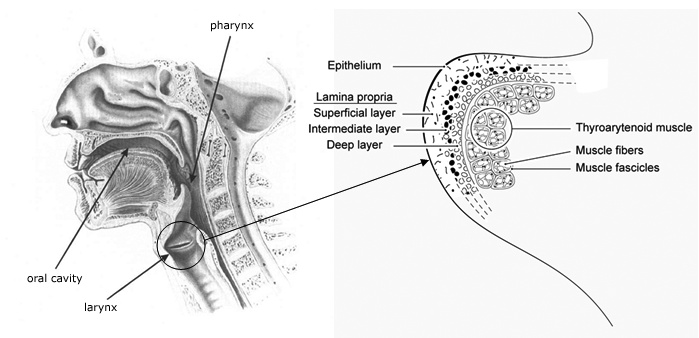 pharynx
oral cavity
larynx
Epithelium
Lamina propria
Superficial layer
Intermediate layer
Deep layer
Thyroarytenoid muscle
Muscle fibers
Muscle fascicles